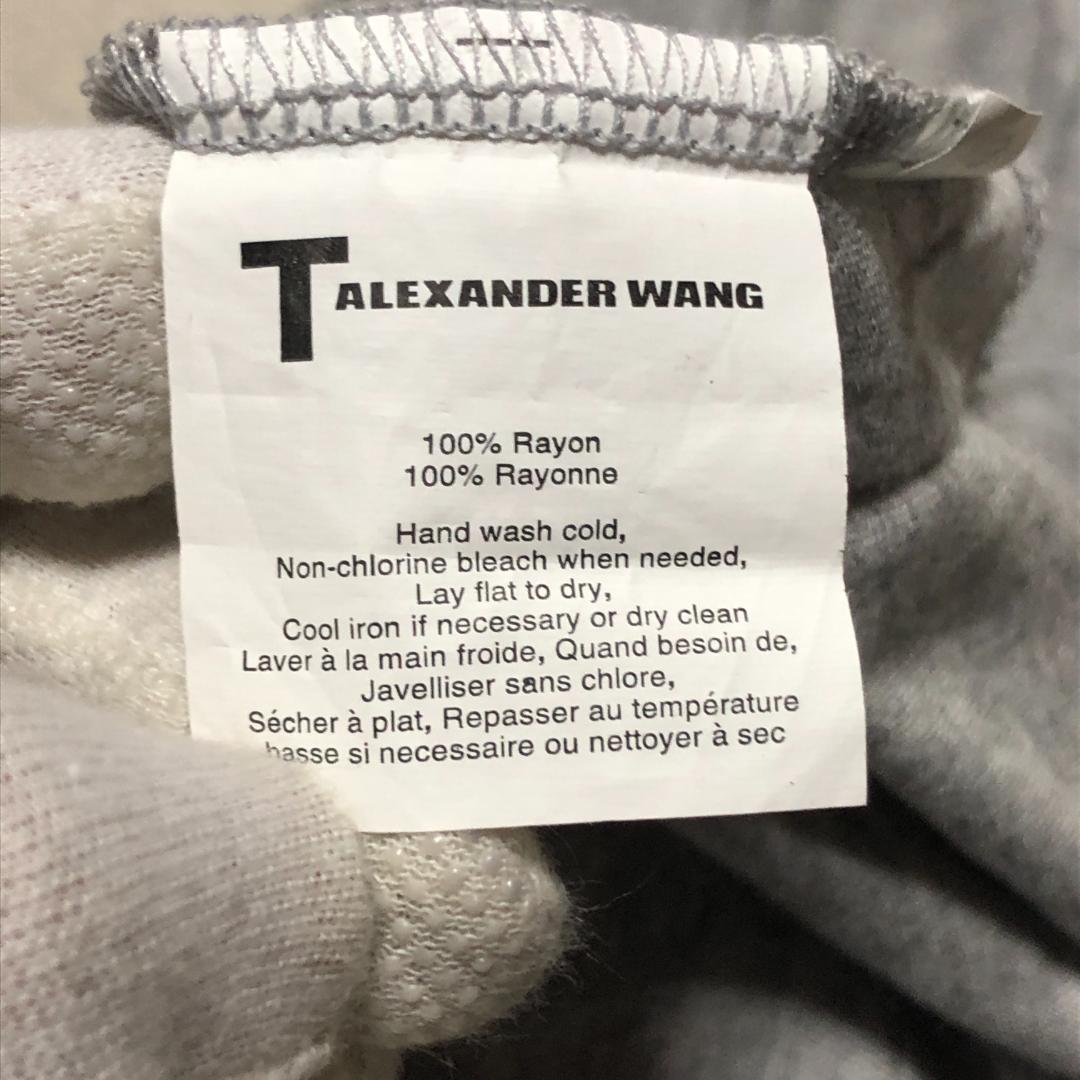 T ALEXANDER WANG
100% Rayon
100% Rayonne
Hand wash cold,
Non-chlorine bleach when needed,
Lay flat to dry,
Cool iron if necessary or dry clean
Laver à la main froide, Quand besoin de,
Javelliser sans chlore,
Sécher à plat, Repasser au température
basse si necessaire ou nettoyer à sec